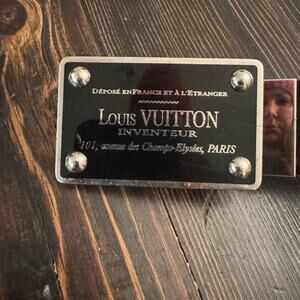 DÉPOSÉ EN FRANCE ET À L'ÉTRANGER
LOUIS VUITTON
INVENTEUR
101, avenue des Champs-Elysées, PARIS